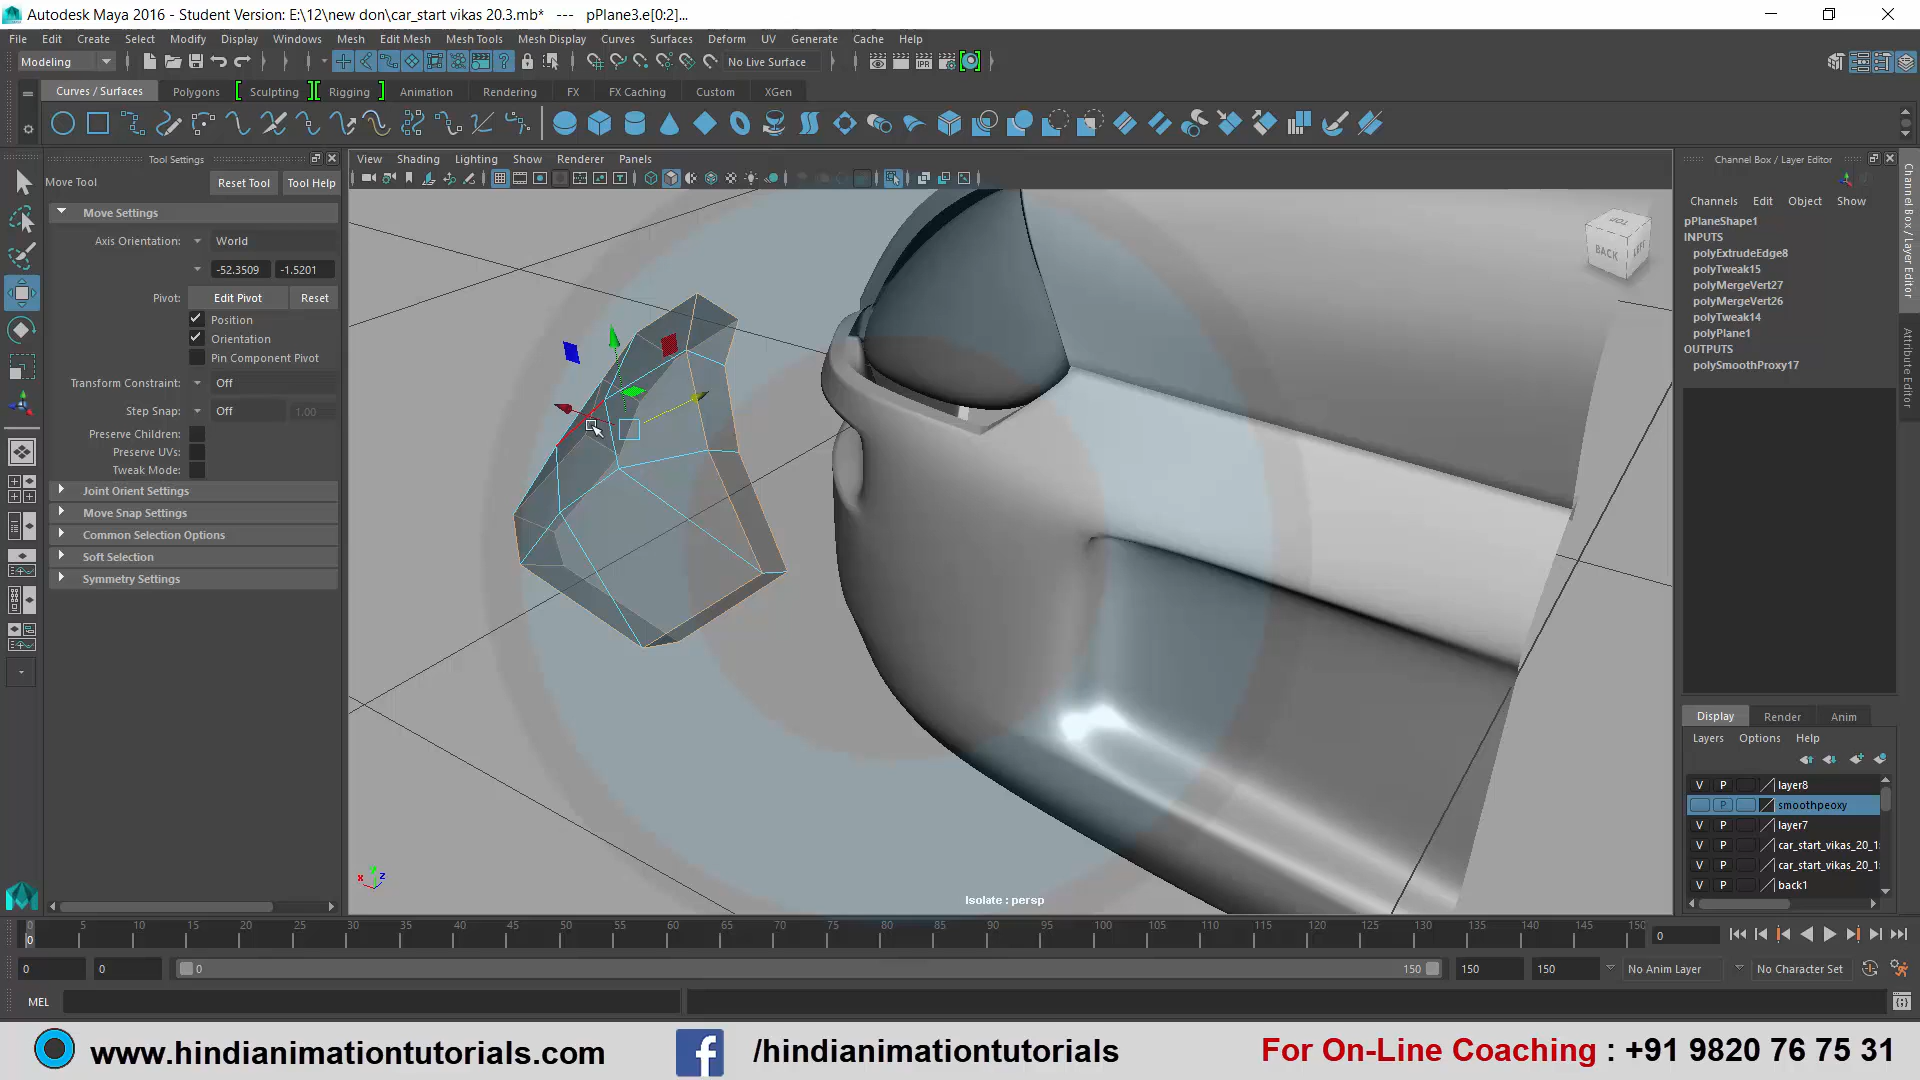 Autodesk Maya 2016 - Student Version: E:\12\new don\car_start vikas 20.3.mb* --- pPlane3.e[0:2]...
File Edit Create Select Modify Display Windows Mesh Edit Mesh Mesh Tools Mesh Display Curves Surfaces Deform UV Generate Cache Help
Modeling No Live Surface
Curves / Surfaces Polygons Sculpting Rigging Animation Rendering FX FX Caching Custom XGen
Tool Settings
View Shading Lighting Show Renderer Panels
Move Tool Reset Tool Tool Help
Move Settings
Axis Orientation: World
-52.3509 -1.5201
Pivot: Edit Pivot Reset
Position
Orientation
Pin Component Pivot
Transform Constraint: Off
Step Snap: Off 1.00
Preserve Children:
Preserve UVs:
Tweak Mode:
Joint Orient Settings
Move Snap Settings
Common Selection Options
Soft Selection
Symmetry Settings
TOP
BACK LEFT
x y z
Isolate : persp
Channel Box / Layer Editor
Channels Edit Object Show
pPlaneShape1
INPUTS
polyExtrudeEdge8
polyTweak15
polyMergeVert27
polyMergeVert26
polyTweak14
polyPlane1
OUTPUTS
polySmoothProxy17
Channel Box / Layer Editor
Attribute Editor
Display Render Anim
Layers Options Help
V P layer8
P smoothpeoxy
V P layer7
V P car_start_vikas_20_1
V P car_start_vikas_20_1
V P back1
0 5 10 15 20 25 30 35 40 45 50 55 60 65 70 75 80 85 90 95 100 105 110 115 120 125 130 135 140 145 150
0 0
0 0 0 150 150 150 No Anim Layer No Character Set
MEL
www.hindianimationtutorials.com f /hindianimationtutorials For On-Line Coaching : +91 9820 76 75 31